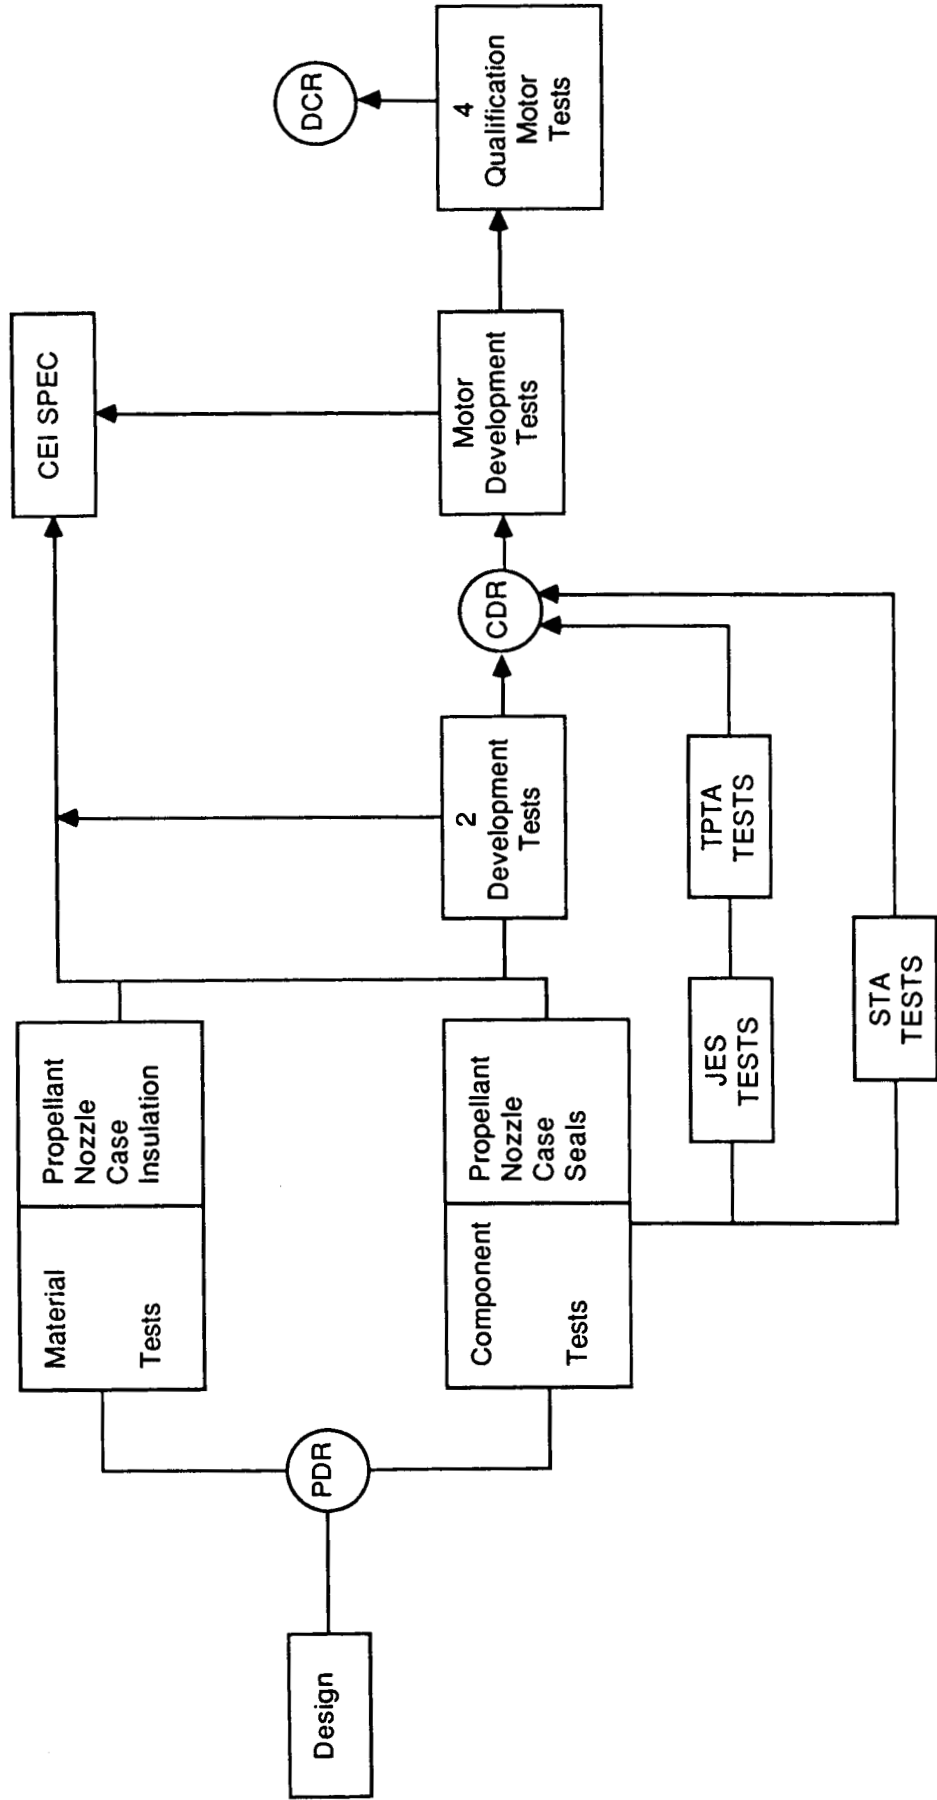 Design
PDR
Material
Tests
Propellant
Nozzle
Case
Insulation
Component
Tests
Propellant
Nozzle
Case
Seals
JES
TESTS
TPTA
TESTS
STA
TESTS
2
Development
Tests
CDR
CEI SPEC
Motor
Development
Tests
4
Qualification
Motor
Tests
DCR